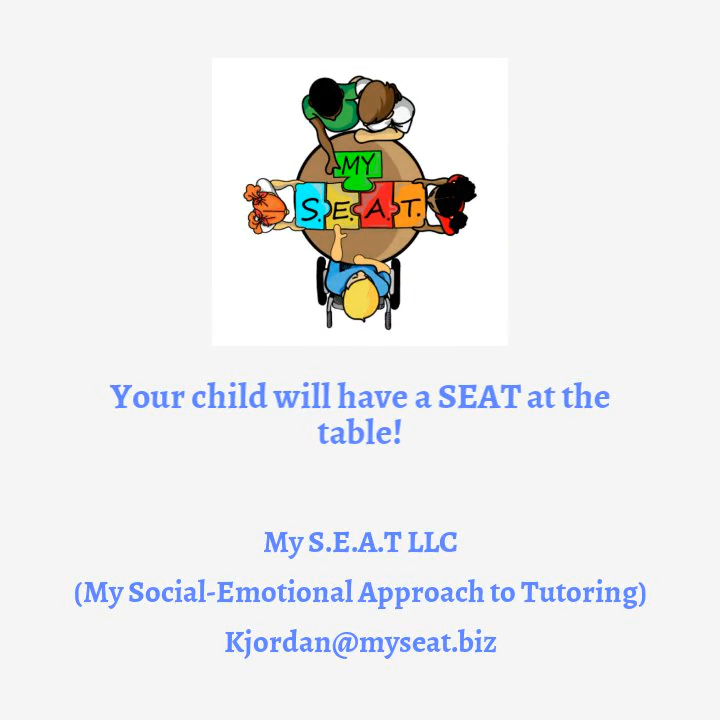 MY
S.E.A.T.
Your child will have a SEAT at the
table!
My S.E.A.T LLC
(My Social-Emotional Approach to Tutoring)
Kjordan@myseat.biz